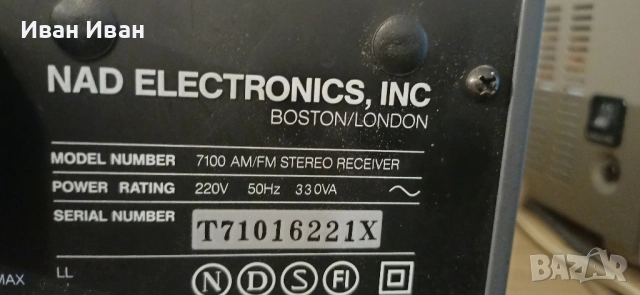 Иван Иван
NAD ELECTRONICS, INC
BOSTON/LONDON
MODEL NUMBER 7100 AM/FM STEREO RECEIVER
POWER RATING 220V 50Hz 330VA
SERIAL NUMBER T71016221X
MAX LL N D S FI
BAZAR